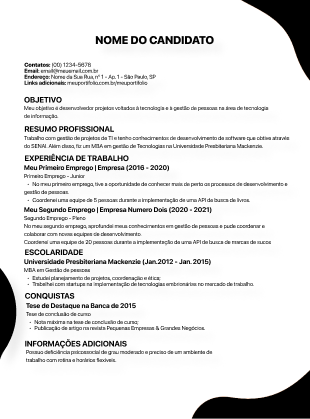 NOME DO CANDIDATO
Contatos: (00) 1234-5678
Email: email@meuemail.com.br
Endereço: Nome da Sua Rua, nº 1 - Ap. 1 - São Paulo, SP
Links adicionais: meuportifolio.com.br/meuportifolio
OBJETIVO
Meu objetivo é desenvolver projetos voltados à tecnologia e à gestão de pessoas na área de tecnologia
de informação.
RESUMO PROFISSIONAL
Trabalho com gestão de projetos de TI e tenho conhecimentos de desenvolvimento de software que obtive através
do SENAI. Além disso, fiz um MBA em gestão de Tecnologias na Universidade Presbiteriana Mackenzie.
EXPERIÊNCIA DE TRABALHO
Meu Primeiro Emprego | Empresa (2016 - 2020)
Primeiro Emprego - Junior
• No meu primeiro emprego, tive a oportunidade de conhecer mais de perto os processos de desenvolvimento e
gestão de pessoas.
• Coordenei uma equipe de 5 pessoas durante a implementação de uma API de busca de livros.
Meu Segundo Emprego | Empresa Numero Dois (2020 - 2021)
Segundo Emprego - Pleno
No meu segundo emprego, aprofundei meus conhecimentos em gestão de pessoas e pude coordenar e
colaborar com novas equipes de desenvolvimento
Coordenei uma equipe de 20 pessoas durante a implementação de uma API de busca de marcas de sucos
ESCOLARIDADE
Universidade Presbiteriana Mackenzie (Jan.2012 - Jan. 2015)
MBA em Gestão de pessoas
• Estudei planejamento de projetos, coordenação e ética;
• Trabalhei com startups na implementação de tecnologias embrionárias no mercado de trabalho.
CONQUISTAS
Tese de Destaque na Banca de 2015
Tese de conclusão de curso
• Nota máxima na tese de conclusão de curso;
• Publicação de artigo na revista Pequenas Empresas & Grandes Negócios.
INFORMAÇÕES ADICIONAIS
Possuo deficiência psicossocial de grau moderado e preciso de um ambiente de
trabalho com rotina e horários flexíveis.